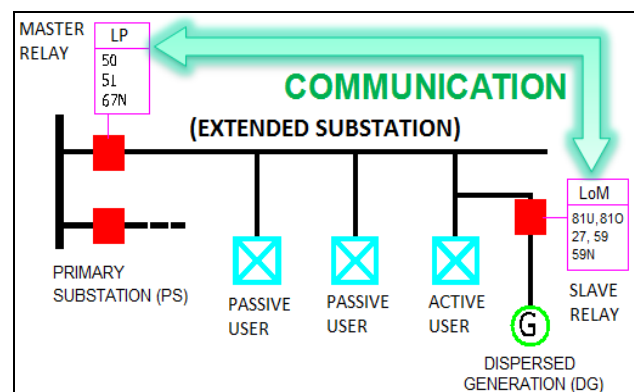 MASTER
RELAY
LP
50
51
67N
COMMUNICATION
(EXTENDED SUBSTATION)
LoM
81U,81O
27, 59
59N
PRIMARY
SUBSTATION (PS)
PASSIVE
USER
PASSIVE
USER
ACTIVE
USER
SLAVE
RELAY
G
DISPERSED
GENERATION (DG)